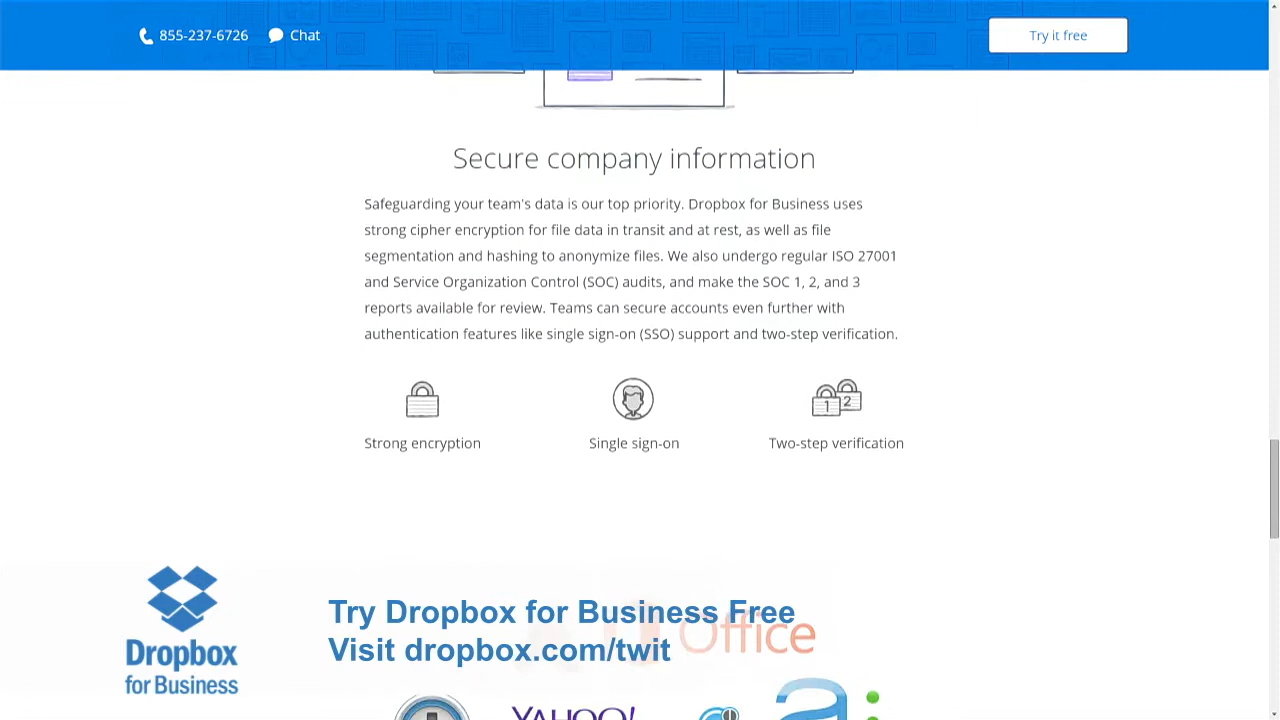 855-237-6726 Chat Try it free
Secure company information
Safeguarding your team's data is our top priority. Dropbox for Business uses
strong cipher encryption for file data in transit and at rest, as well as file
segmentation and hashing to anonymize files. We also undergo regular ISO 27001
and Service Organization Control (SOC) audits, and make the SOC 1, 2, and 3
reports available for review. Teams can secure accounts even further with
authentication features like single sign-on (SSO) support and two-step verification.
1 2
Strong encryption Single sign-on Two-step verification
Try Dropbox for Business Free
Office
Visit dropbox.com/twit
Dropbox
for Business
YAHOO!